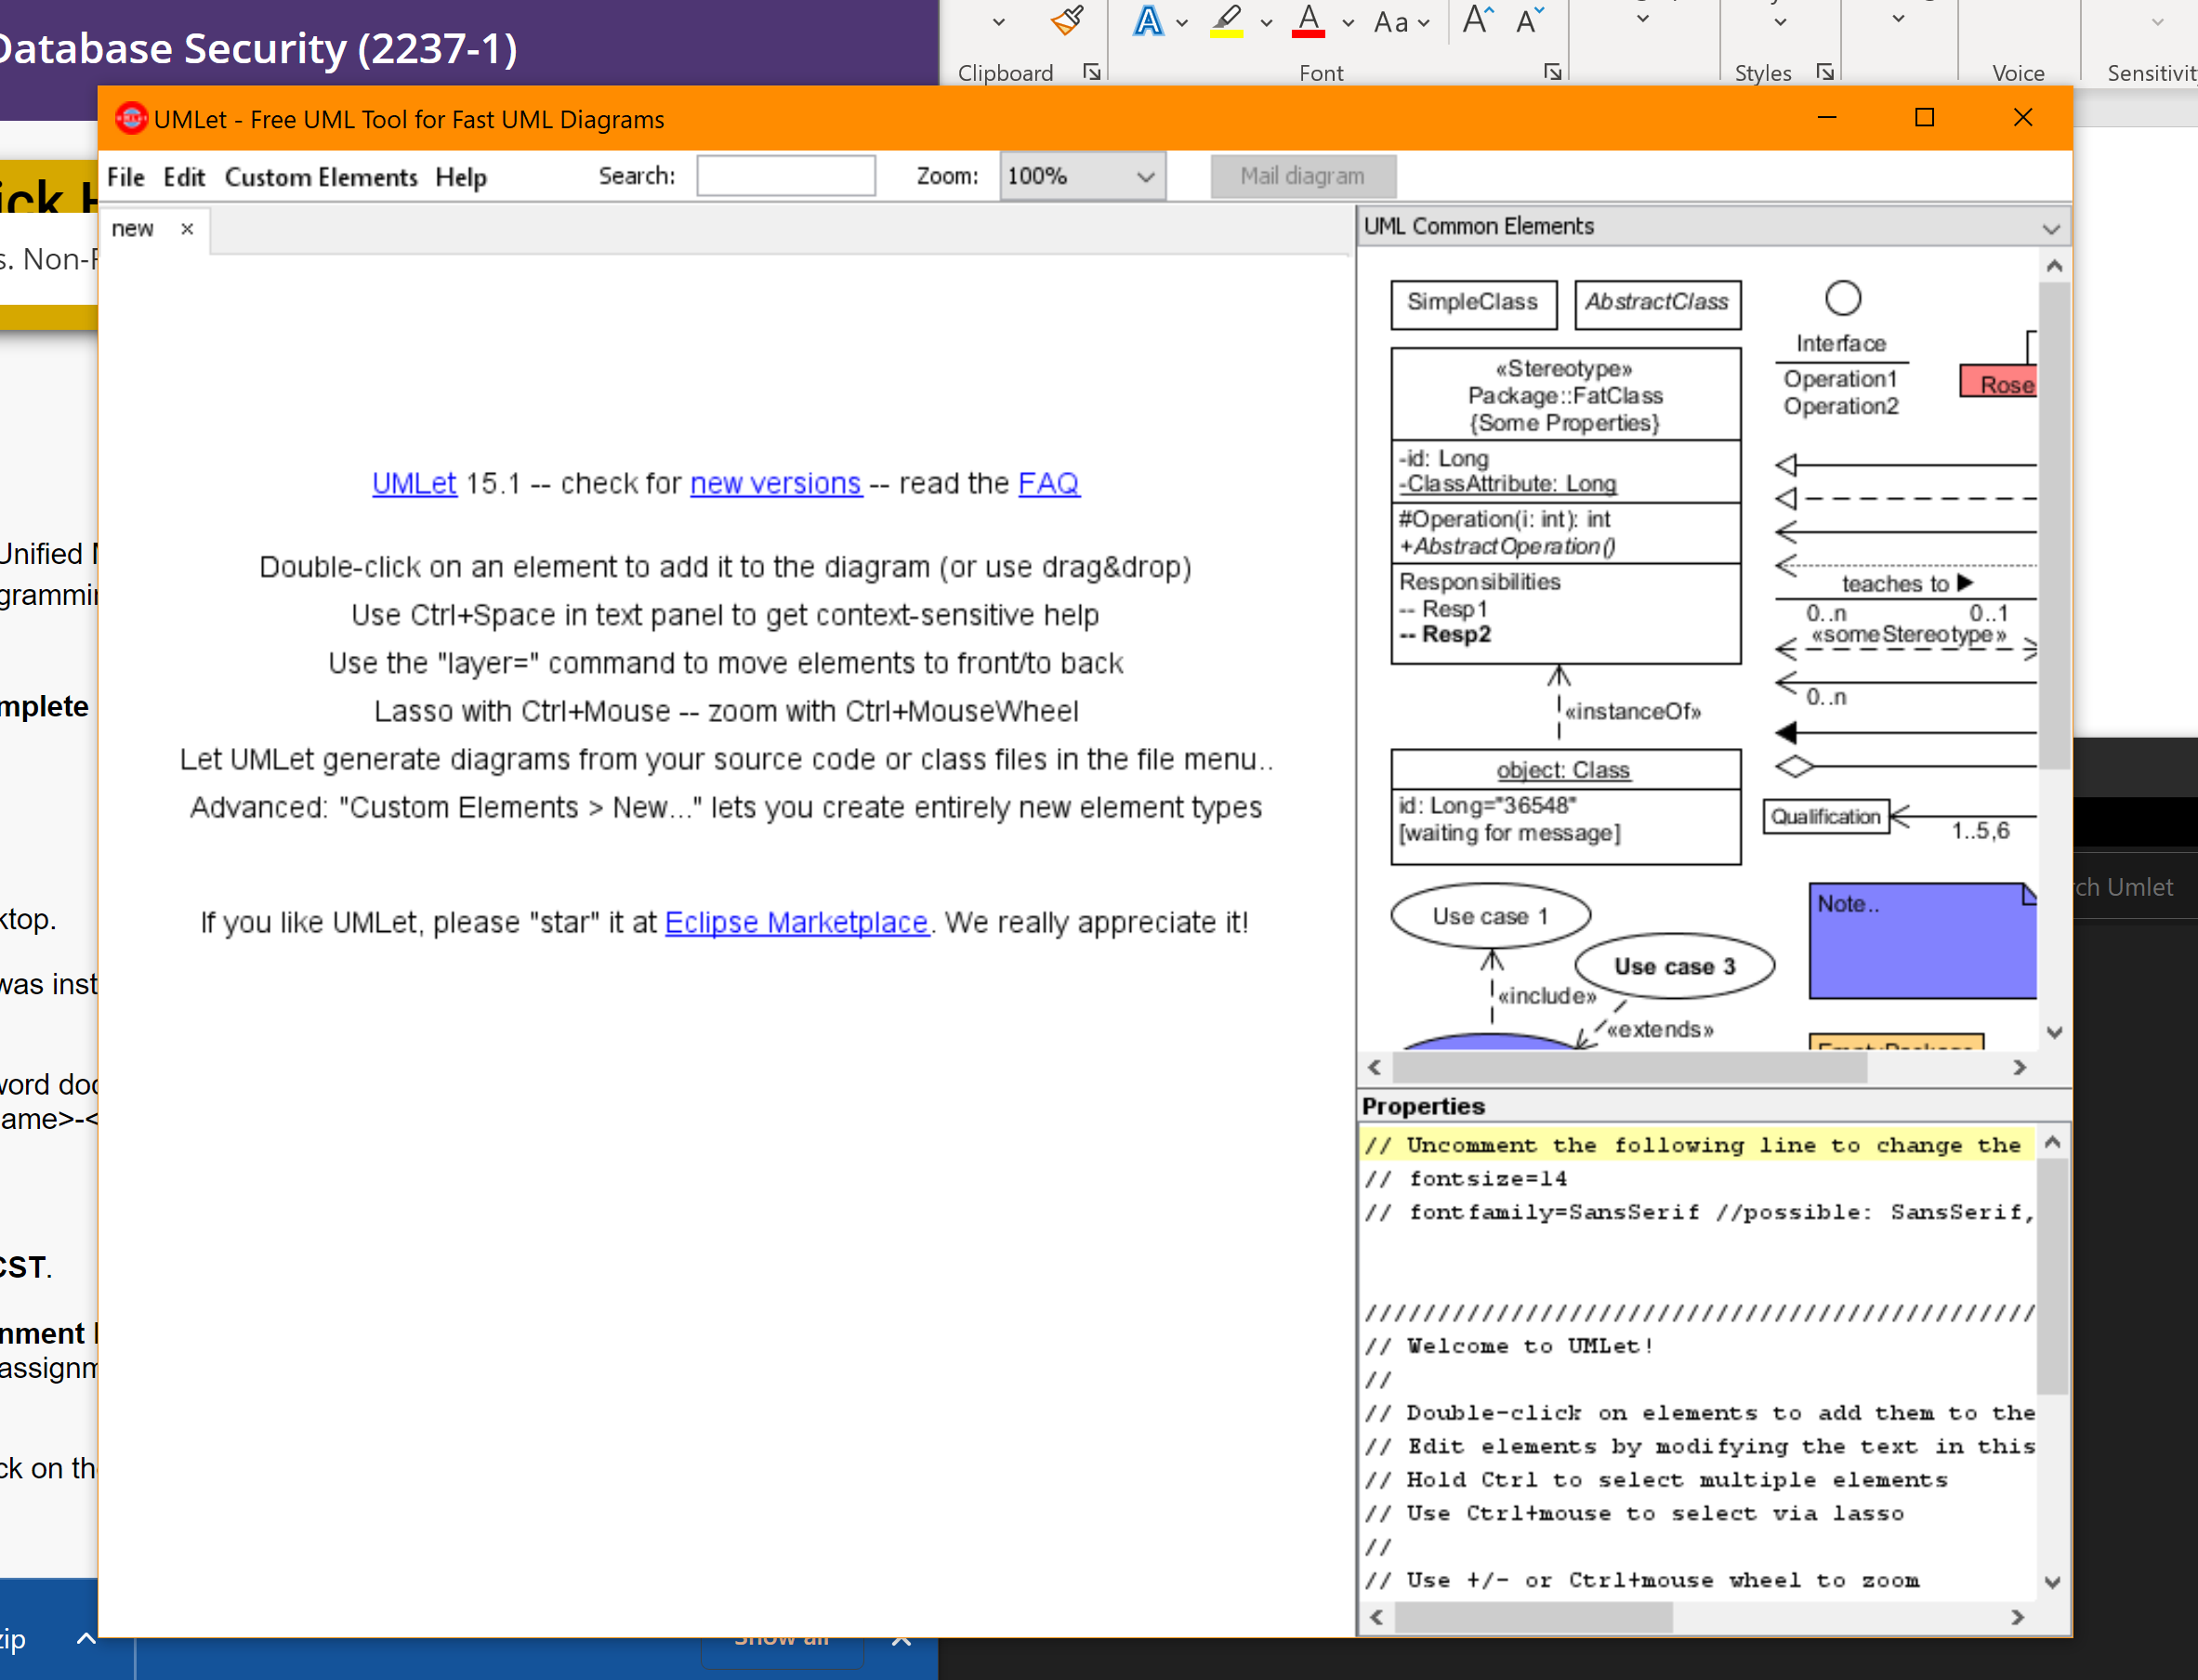 Database Security (2237-1)
Clipboard
Font
Styles
Voice
Aa
A
A
A
A
UMLet - Free UML Tool for Fast UML Diagrams
File Edit Custom Elements Help Search: Zoom: 100% Mail diagram
new
UMLet 15.1 -- check for new versions -- read the FAQ
Double-click on an element to add it to the diagram (or use drag&drop)
Use Ctrl+Space in text panel to get context-sensitive help
Use the "layer=" command to move elements to front/to back
Lasso with Ctrl+Mouse -- zoom with Ctrl+MouseWheel
Let UMLet generate diagrams from your source code or class files in the file menu..
Advanced: "Custom Elements > New..." lets you create entirely new element types
If you like UMLet, please "star" it at Eclipse Marketplace. We really appreciate it!
UML Common Elements
SimpleClass
AbstractClass
«Stereotype»
Package::FatClass
{Some Properties}
-id: Long
-ClassAttribute: Long
#Operation(i: int): int
+AbstractOperation()
Responsibilities
-- Resp1
-- Resp2
«instanceOf»
object: Class
id: Long="36548"
[waiting for message]
Use case 1
Use case 3
«include»
«extends»
Interface
Operation1
Operation2
Rose
teaches to ▶
0..n 0..1
«someStereotype»
0..n
Qualification
1..5,6
Note..
EmptyPackage
Properties
// Uncomment the following line to change the
// fontsize=14
// fontfamily=SansSerif //possible: SansSerif,
//////////////////////////////////////////////
// Welcome to UMLet!
//
// Double-click on elements to add them to the
// Edit elements by modifying the text in this
// Hold Ctrl to select multiple elements
// Use Ctrl+mouse to select via lasso
//
// Use +/- or Ctrl+mouse wheel to zoom
ick H
s. Non-
Unified
grammi
mplete
ktop.
was inst
word doc
ame>-<
CST.
nment
assignm
ck on th
zip
Show all
rch Umlet